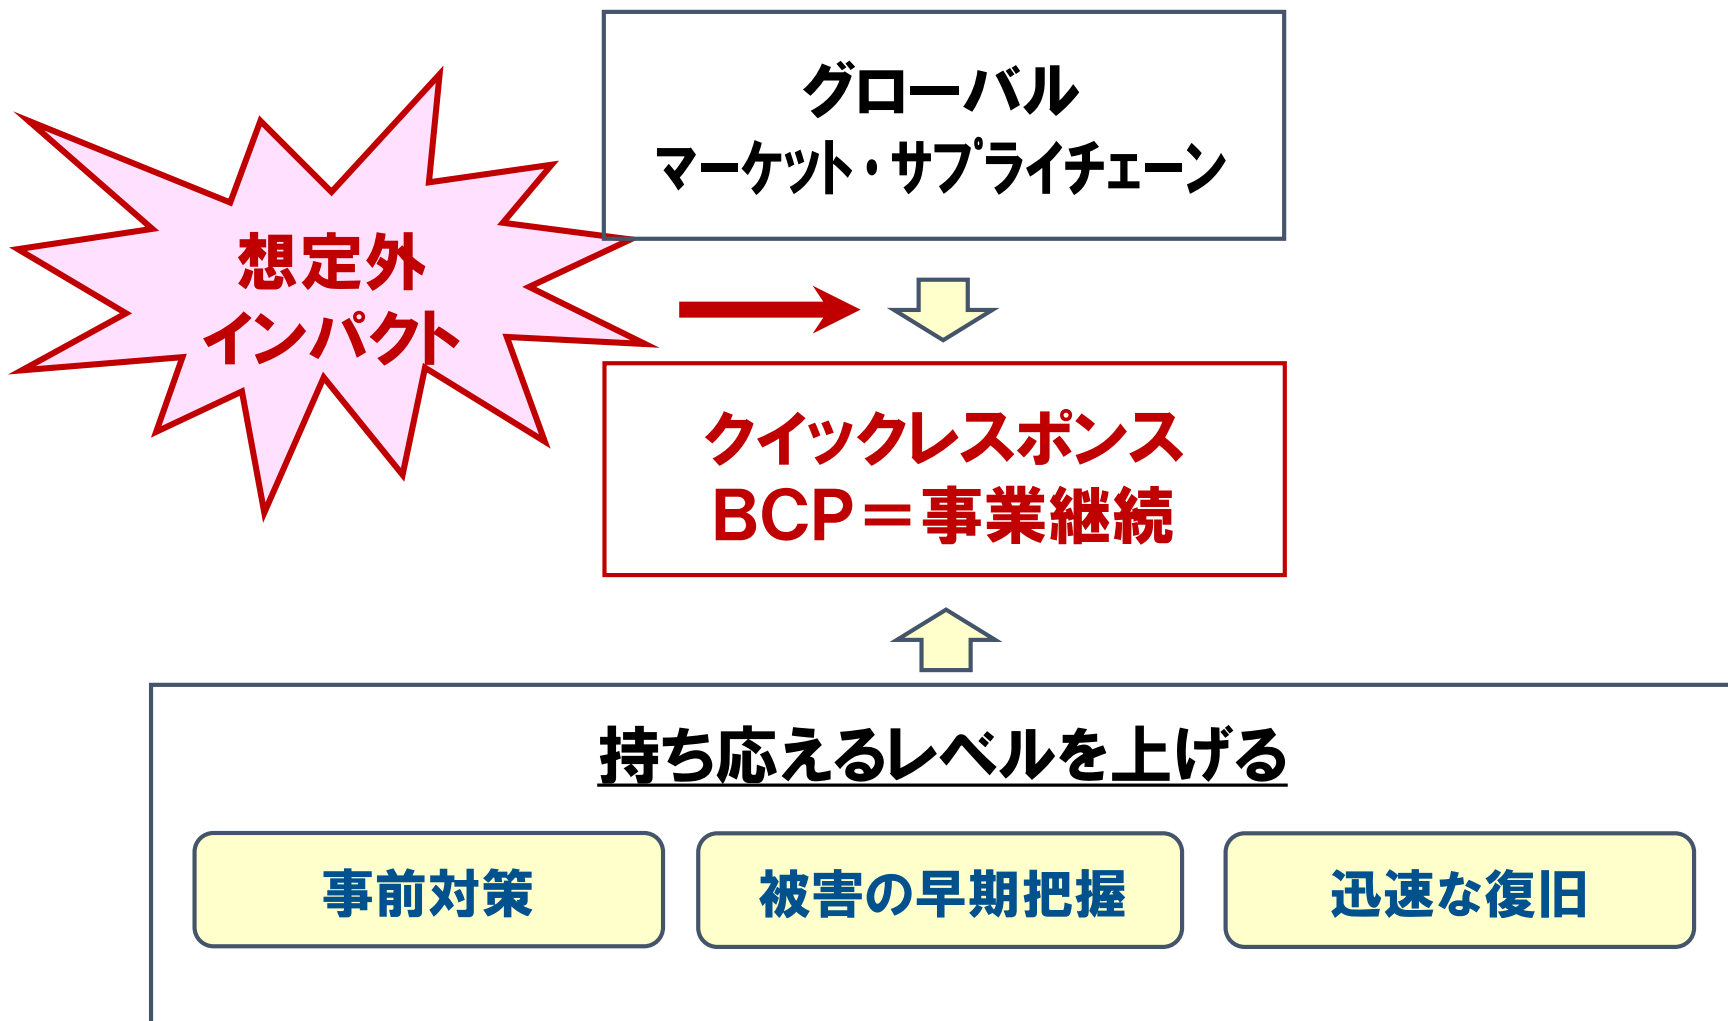 グローバル
マーケット・サプライチェーン
想定外
インパクト
クイックレスポンス
BCP＝事業継続
持ち応えるレベルを上げる
事前対策
被害の早期把握
迅速な復旧